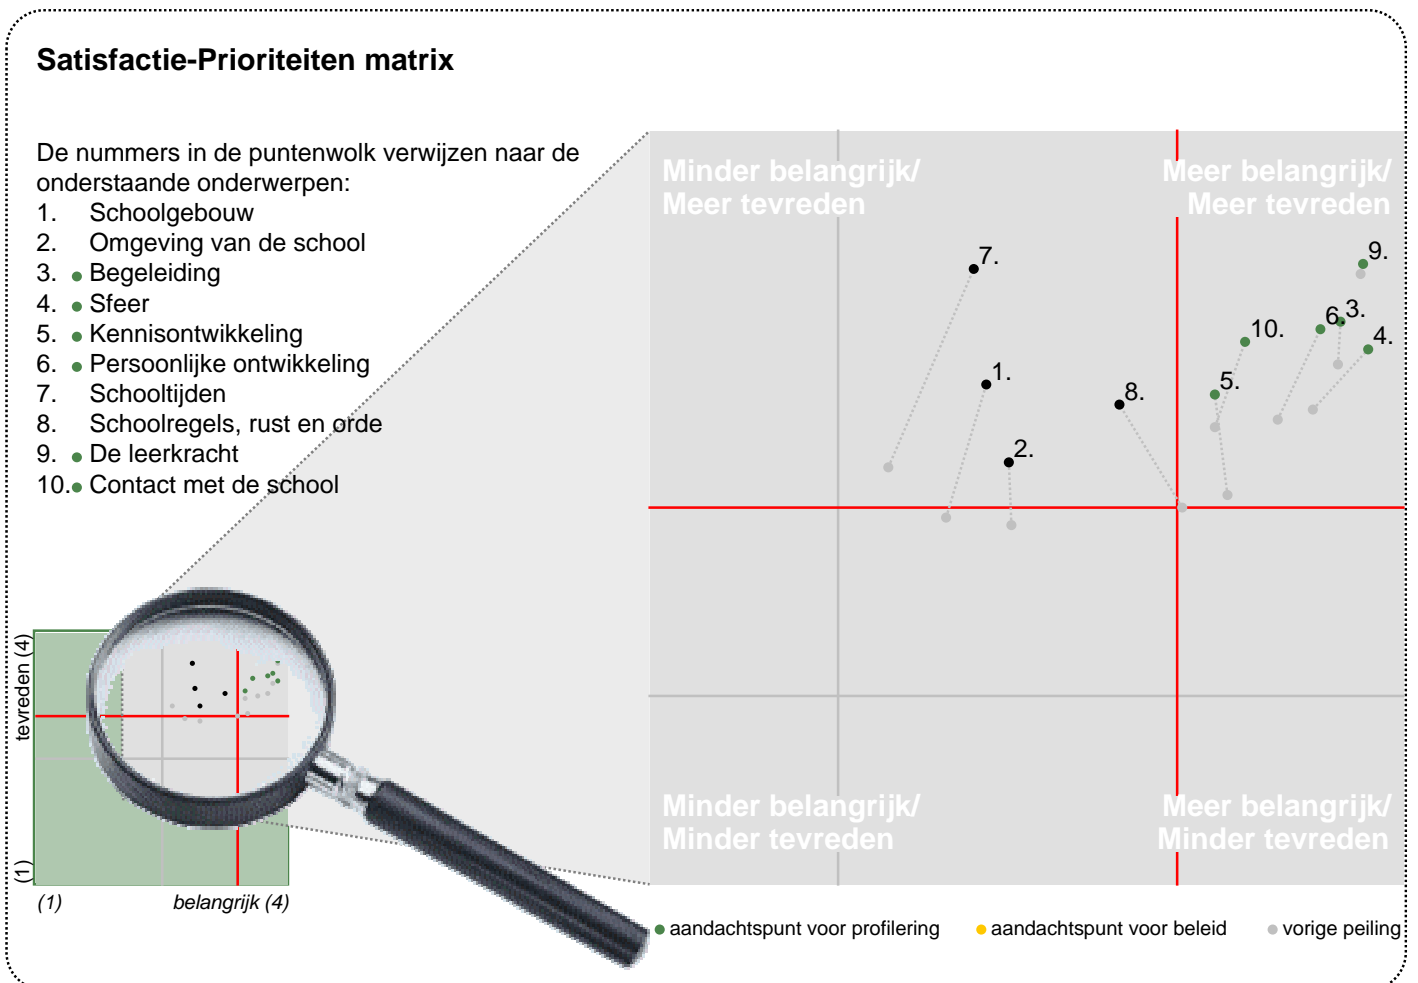 Satisfactie-Prioriteiten matrix
De nummers in de puntenwolk verwijzen naar de
onderstaande onderwerpen:
1. Schoolgebouw
2. Omgeving van de school
3. Begeleiding
4. Sfeer
5. Kennisontwikkeling
6. Persoonlijke ontwikkeling
7. Schooltijden
8. Schoolregels, rust en orde
9. De leerkracht
10. Contact met de school
Minder belangrijk/
Meer tevreden
Meer belangrijk/
Meer tevreden
7.
9.
10.
6.
3.
4.
1.
8.
5.
2.
Minder belangrijk/
Minder tevreden
Meer belangrijk/
Minder tevreden
tevreden (4)
(1)
(1)
belangrijk (4)
aandachtspunt voor profilering
aandachtspunt voor beleid
vorige peiling